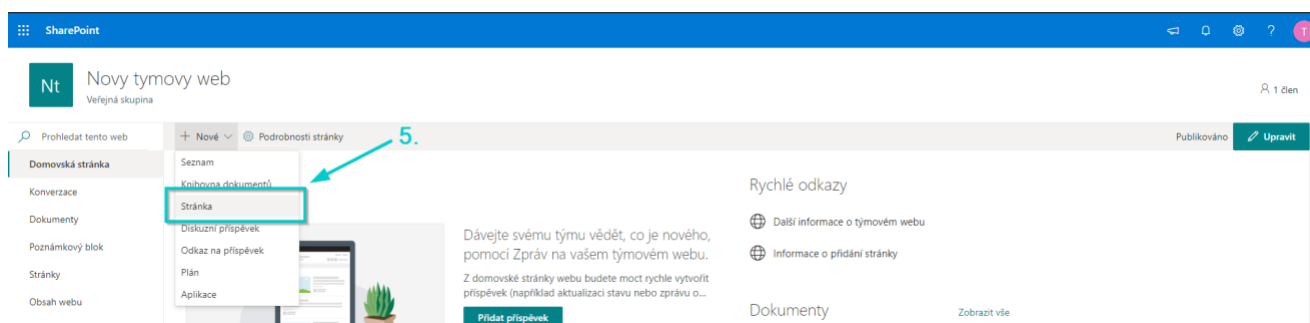 SharePoint
?
T
Nt
Novy tymovy web
Veřejná skupina
1 člen
Prohledat tento web
+ Nové
Podrobnosti stránky
5.
Publikováno
Upravit
Domovská stránka
Konverzace
Dokumenty
Poznámkový blok
Stránky
Obsah webu
Seznam
Knihovna dokumentů
Stránka
Diskuzní příspěvek
Odkaz na příspěvek
Plán
Aplikace
Dávejte svému týmu vědět, co je nového,
pomocí Zpráv na vašem týmovém webu.
Z domovské stránky webu budete moct rychle vytvořit
příspěvek (například aktualizaci stavu nebo zprávu o...
Přidat příspěvek
Rychlé odkazy
Další informace o týmovém webu
Informace o přidání stránky
Dokumenty
Zobrazit vše